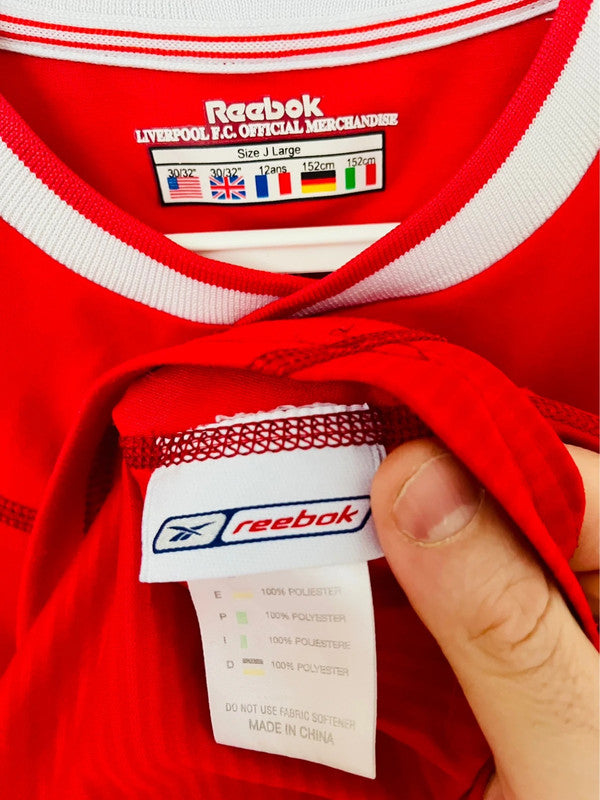 Reebok
LIVERPOOL F.C. OFFICIAL MERCHANDISE
Size J Large
30/32" 30/32" 12ans 152cm 152cm
reebok
E 100% POLIESTER
P 100% POLYESTER
I 100% POLIESTERE
D 100% POLYESTER
DO NOT USE FABRIC SOFTENER
MADE IN CHINA